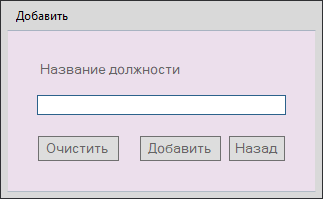 Добавить
Название должности
Очистить Добавить Назад